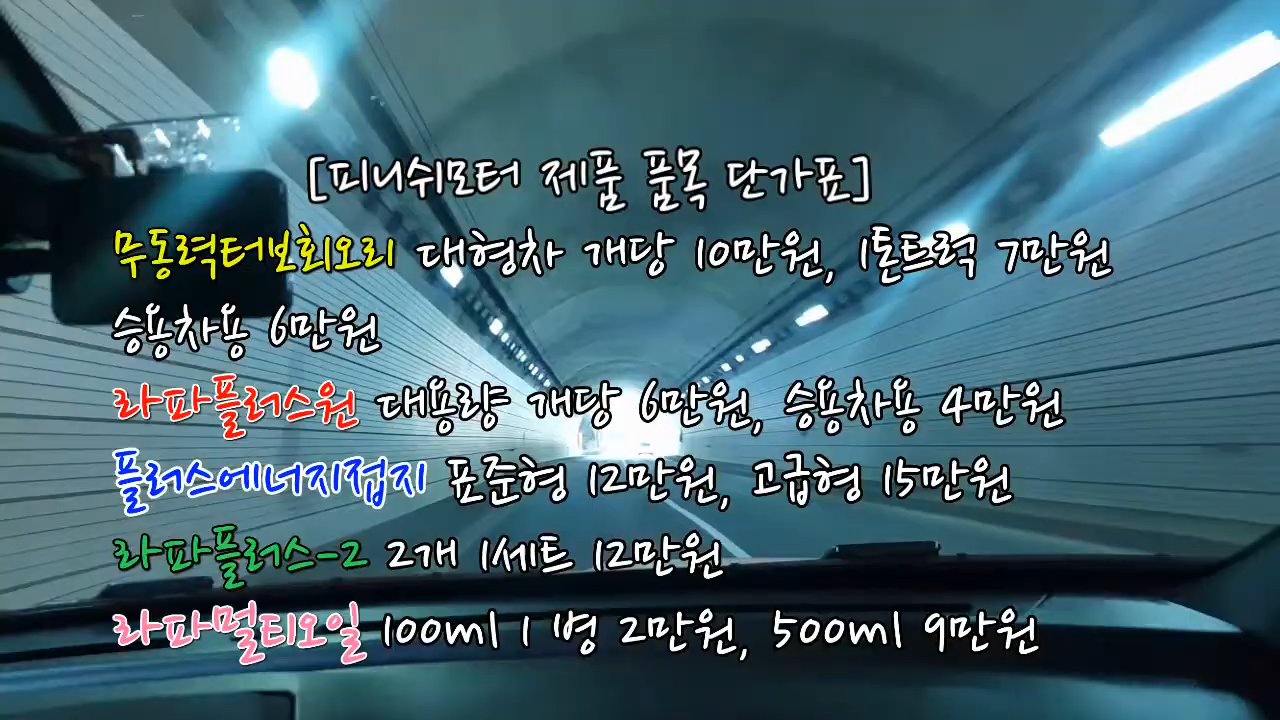 [피니쉬모터 제품 품목 단가표]
무동력터보회오리 대형차 개당 10만원, 1톤트럭 7만원
승용차용 6만원
라파플러스원 대용량 개당 6만원, 승용차용 4만원
플러스에너지접지 표준형 12만원, 고급형 15만원
라파플러스-2 2개 1세트 12만원
라파멀티오일 100ml 1 병 2만원, 500ml 9만원